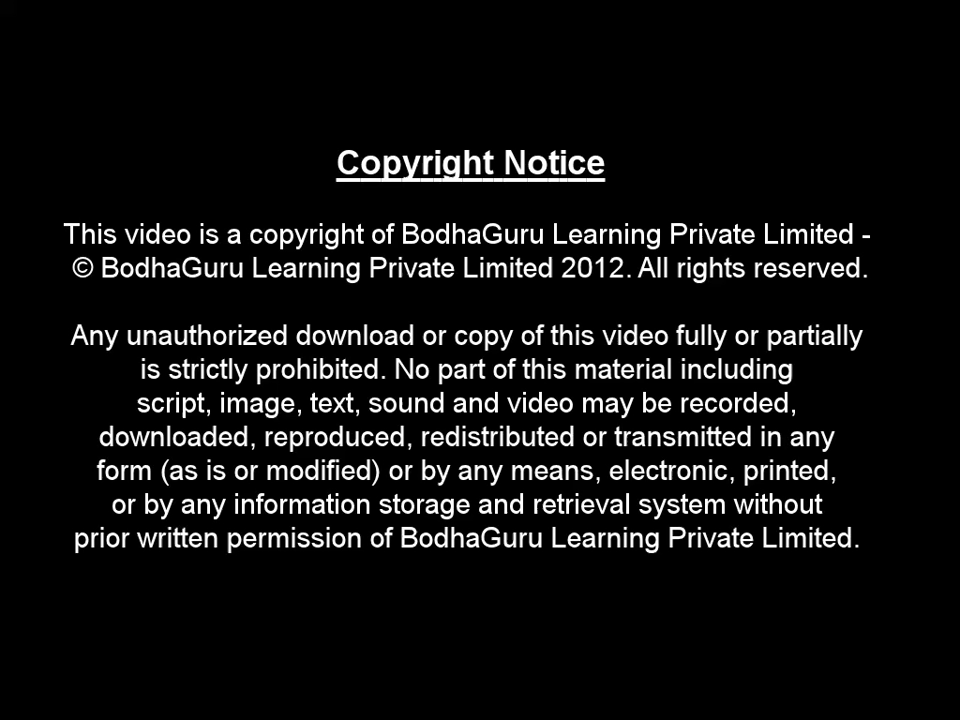 Copyright Notice
This video is a copyright of BodhaGuru Learning Private Limited -
© BodhaGuru Learning Private Limited 2012. All rights reserved.
Any unauthorized download or copy of this video fully or partially
is strictly prohibited. No part of this material including
script, image, text, sound and video may be recorded,
downloaded, reproduced, redistributed or transmitted in any
form (as is or modified) or by any means, electronic, printed,
or by any information storage and retrieval system without
prior written permission of BodhaGuru Learning Private Limited.